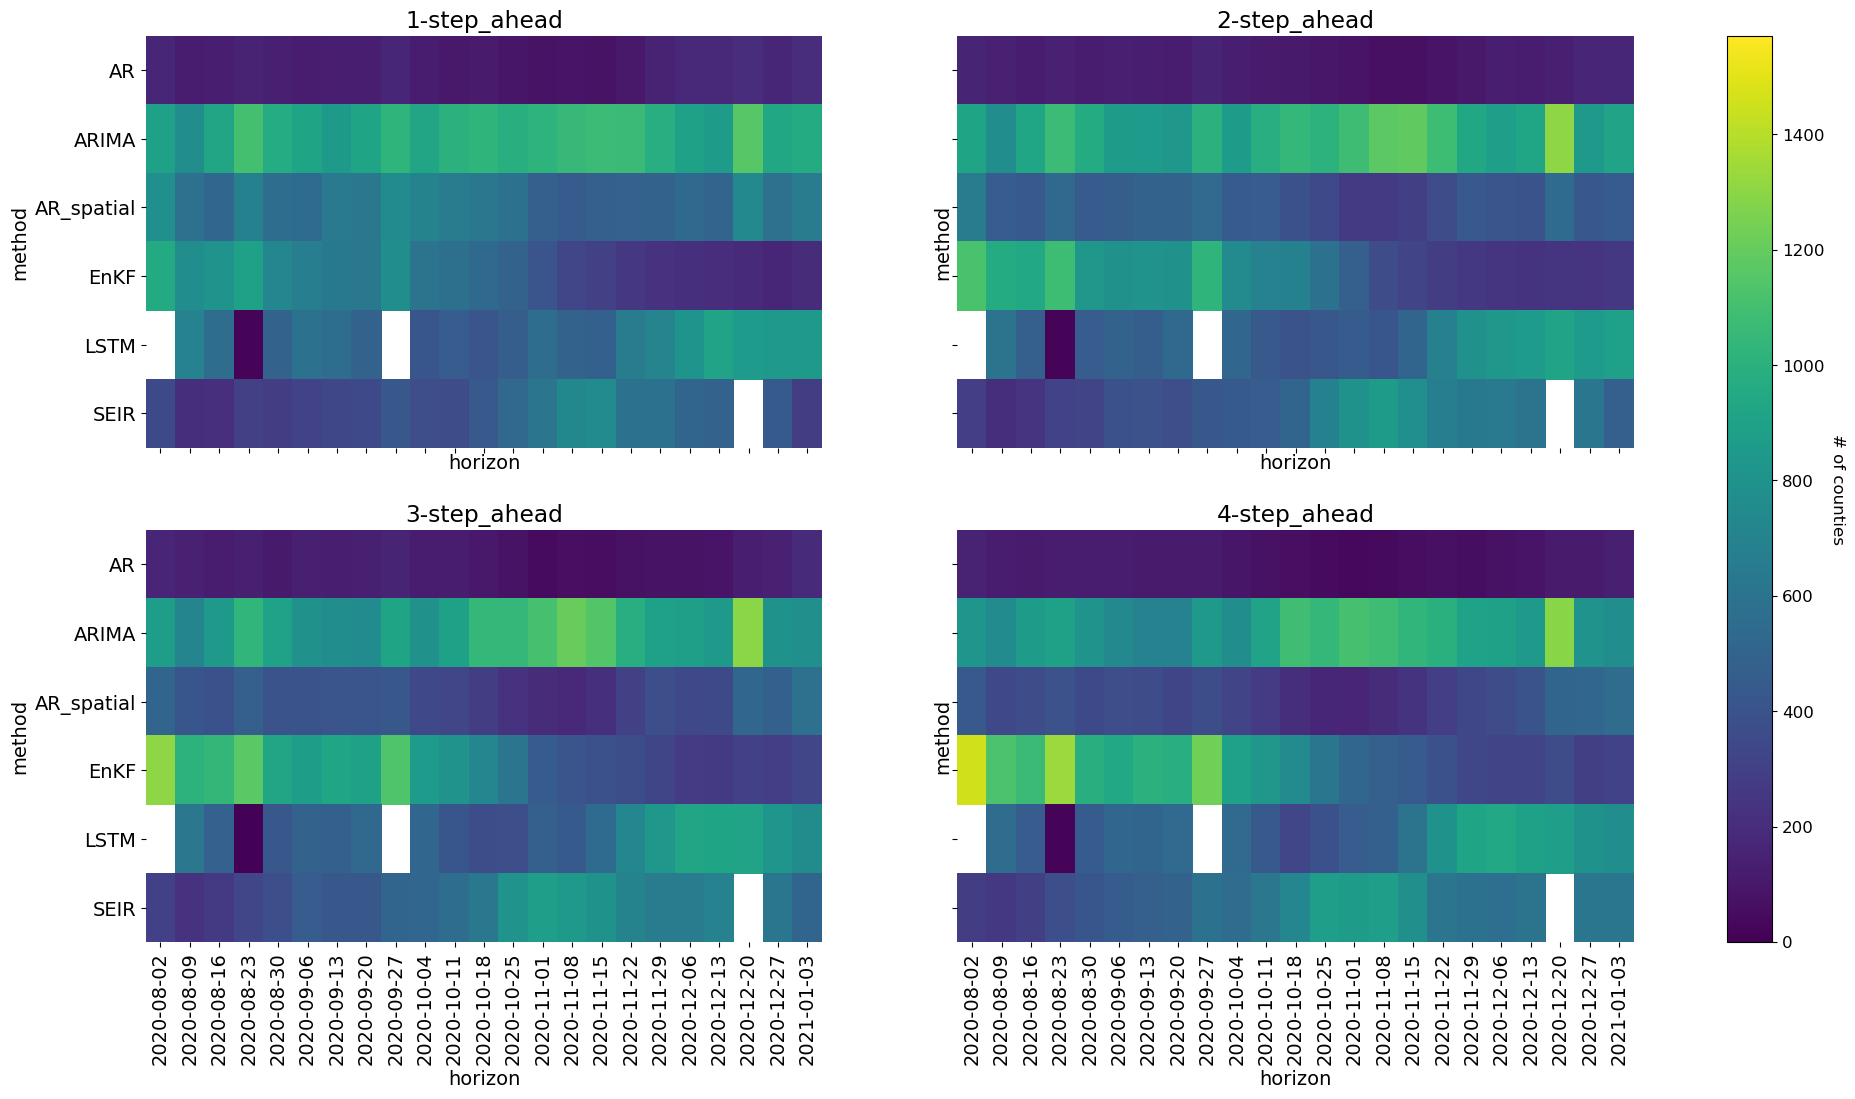 1-step_ahead
2-step_ahead
method
AR
ARIMA
AR_spatial
EnKF
LSTM
SEIR
horizon
method
horizon
3-step_ahead
4-step_ahead
method
AR
ARIMA
AR_spatial
EnKF
LSTM
SEIR
2020-08-02
2020-08-09
2020-08-16
2020-08-23
2020-08-30
2020-09-06
2020-09-13
2020-09-20
2020-09-27
2020-10-04
2020-10-11
2020-10-18
2020-10-25
2020-11-01
2020-11-08
2020-11-15
2020-11-22
2020-11-29
2020-12-06
2020-12-13
2020-12-20
2020-12-27
2021-01-03
horizon
method
2020-08-02
2020-08-09
2020-08-16
2020-08-23
2020-08-30
2020-09-06
2020-09-13
2020-09-20
2020-09-27
2020-10-04
2020-10-11
2020-10-18
2020-10-25
2020-11-01
2020-11-08
2020-11-15
2020-11-22
2020-11-29
2020-12-06
2020-12-13
2020-12-20
2020-12-27
2021-01-03
horizon
1400
1200
1000
800
600
400
200
0
# of counties